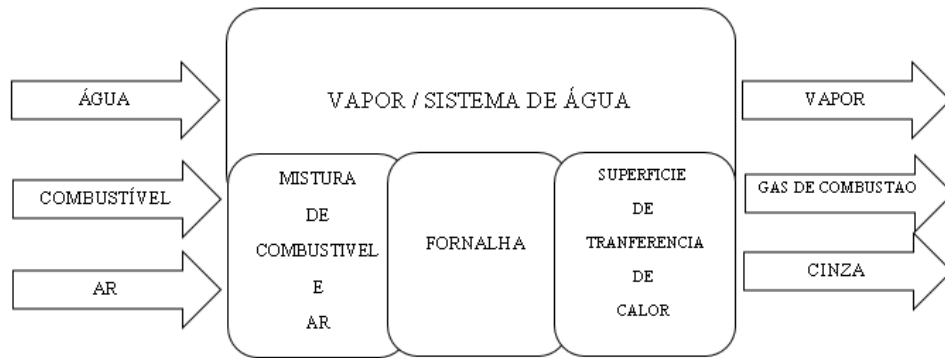 ÁGUA
VAPOR / SISTEMA DE ÁGUA
VAPOR
COMBUSTÍVEL
MISTURA
DE
COMBUSTIVEL
E
AR
FORNALHA
SUPERFICIE
DE
TRANFERENCIA
DE
CALOR
GAS DE COMBUSTAO
AR
CINZA